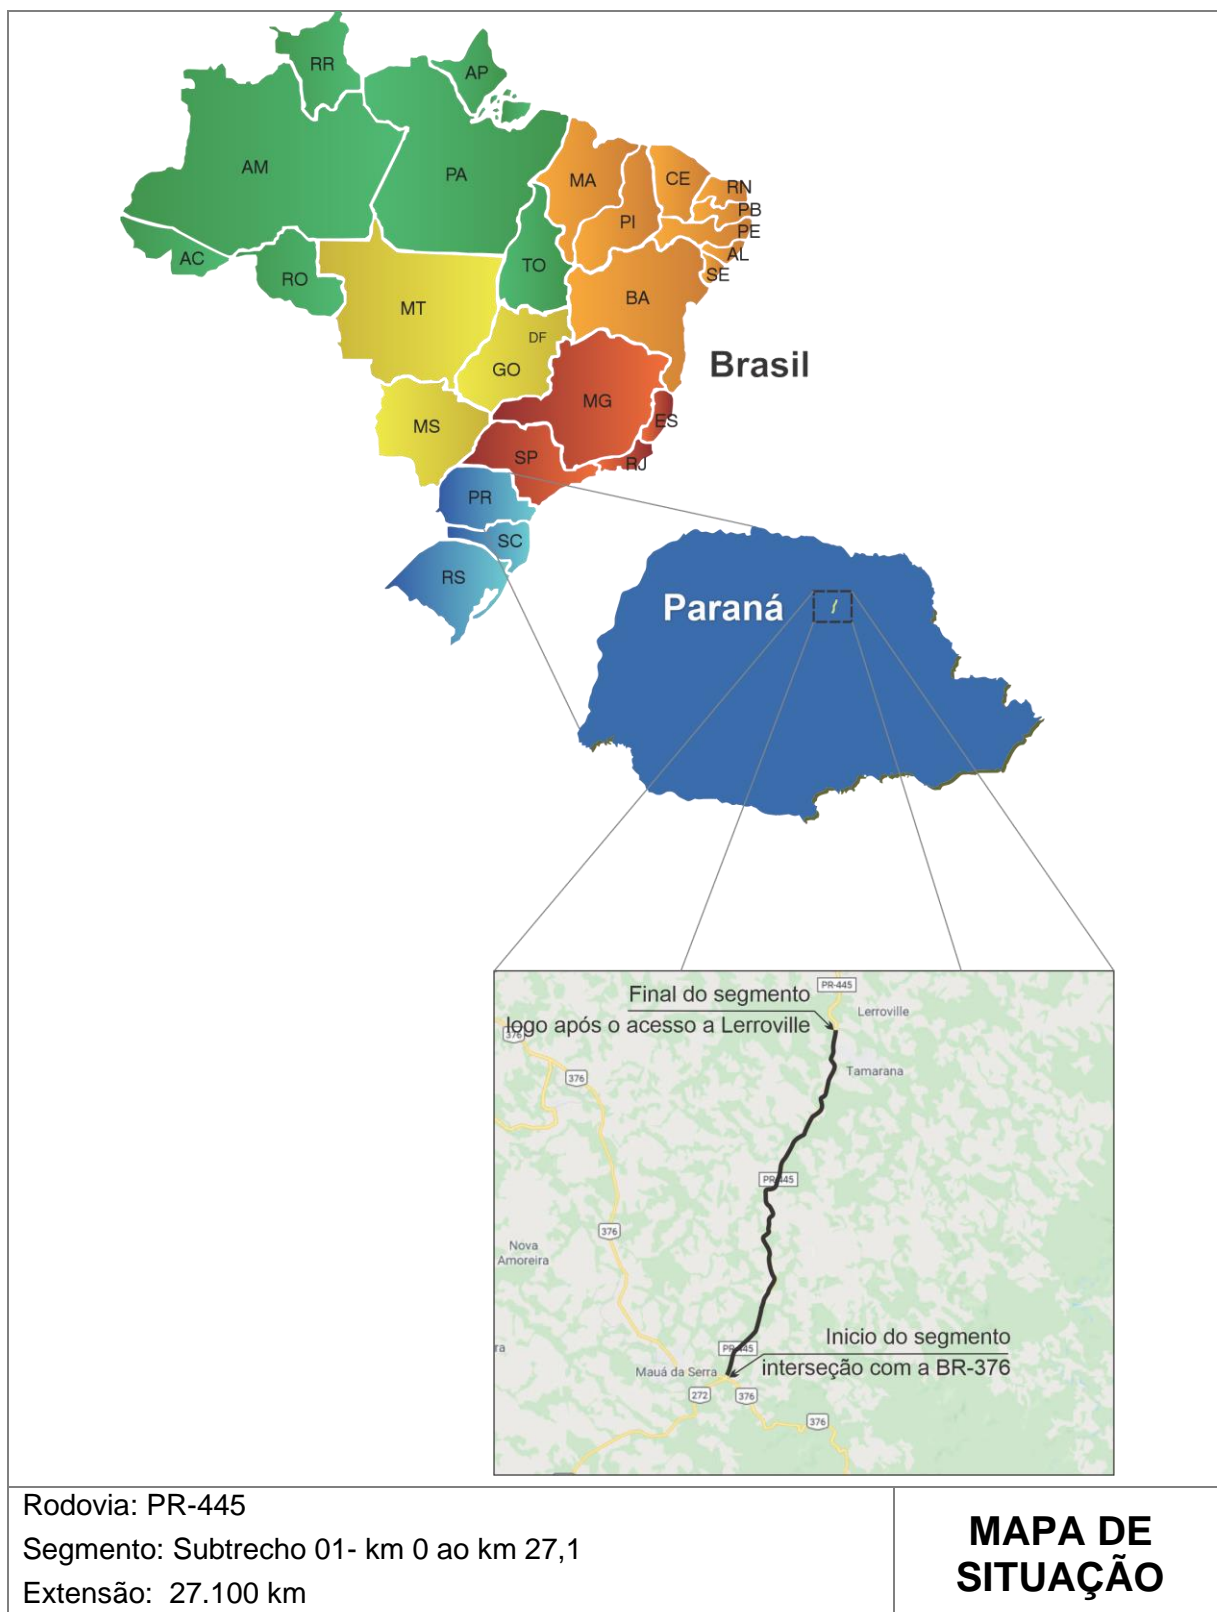 RR
AP
AM
PA
MA
CE
RN
PI
PB
PE
AC
RO
TO
AL
SE
MT
BA
DF
GO
Brasil
MG
MS
ES
SP
RJ
PR
SC
RS
Paraná
PR-445
Final do segmento
logo após o acesso a Lerroville
Lerroville
376
Tamarana
376
PR-445
376
Nova
Amoreira
Inicio do segmento
interseção com a BR-376
PR-445
ra
Mauá da Serra
272
376
376
Rodovia: PR-445
Segmento: Subtrecho 01- km 0 ao km 27,1
Extensão: 27.100 km
MAPA DE
SITUAÇÃO